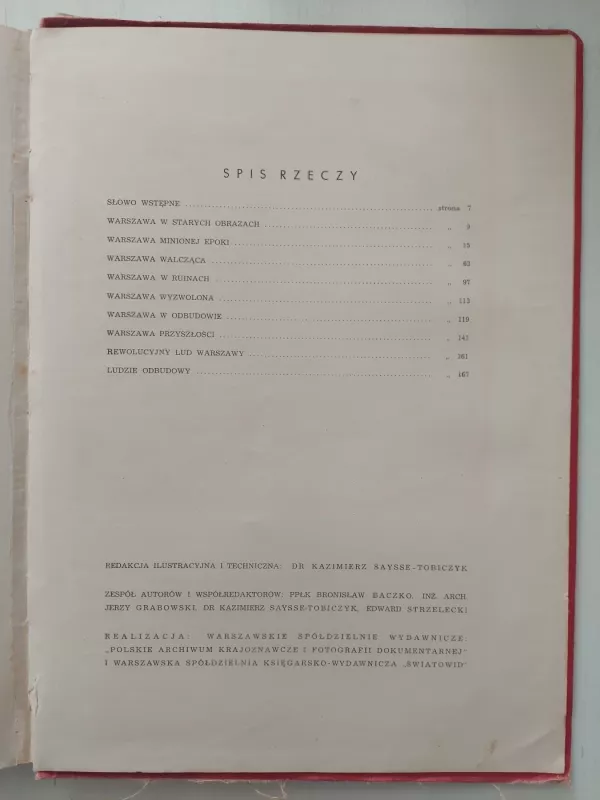 SPIS RZECZY
SŁOWO WSTĘPNE ........ strona 7
WARSZAWA W STARYCH OBRAZACH ........ „ 9
WARSZAWA MINIONEJ EPOKI ........ „ 15
WARSZAWA WALCZĄCA ........ „ 63
WARSZAWA W RUINACH ........ „ 97
WARSZAWA WYZWOLONA ........ „ 113
WARSZAWA W ODBUDOWIE ........ „ 119
WARSZAWA PRZYSZŁOŚCI ........ „ 141
REWOLUCYJNY LUD WARSZAWY ........ „ 161
LUDZIE ODBUDOWY ........ „ 167
REDAKCJA ILUSTRACYJNA I TECHNICZNA: DR KAZIMIERZ SAYSSE-TOBICZYK
ZESPÓŁ AUTORÓW I WSPÓŁREDAKTORÓW: PPŁK BRONISŁAW BACZKO, INŻ. ARCH.
JERZY GRABOWSKI, DR KAZIMIERZ SAYSSE-TOBICZYK, EDWARD STRZELECKI
REALIZACJA: WARSZAWSKIE SPÓŁDZIELNIE WYDAWNICZE:
„POLSKIE ARCHIWUM KRAJOZNAWCZE I FOTOGRAFII DOKUMENTARNEJ"
I WARSZAWSKA SPÓŁDZIELNIA KSIĘGARSKO-WYDAWNICZA „ŚWIATOWID"